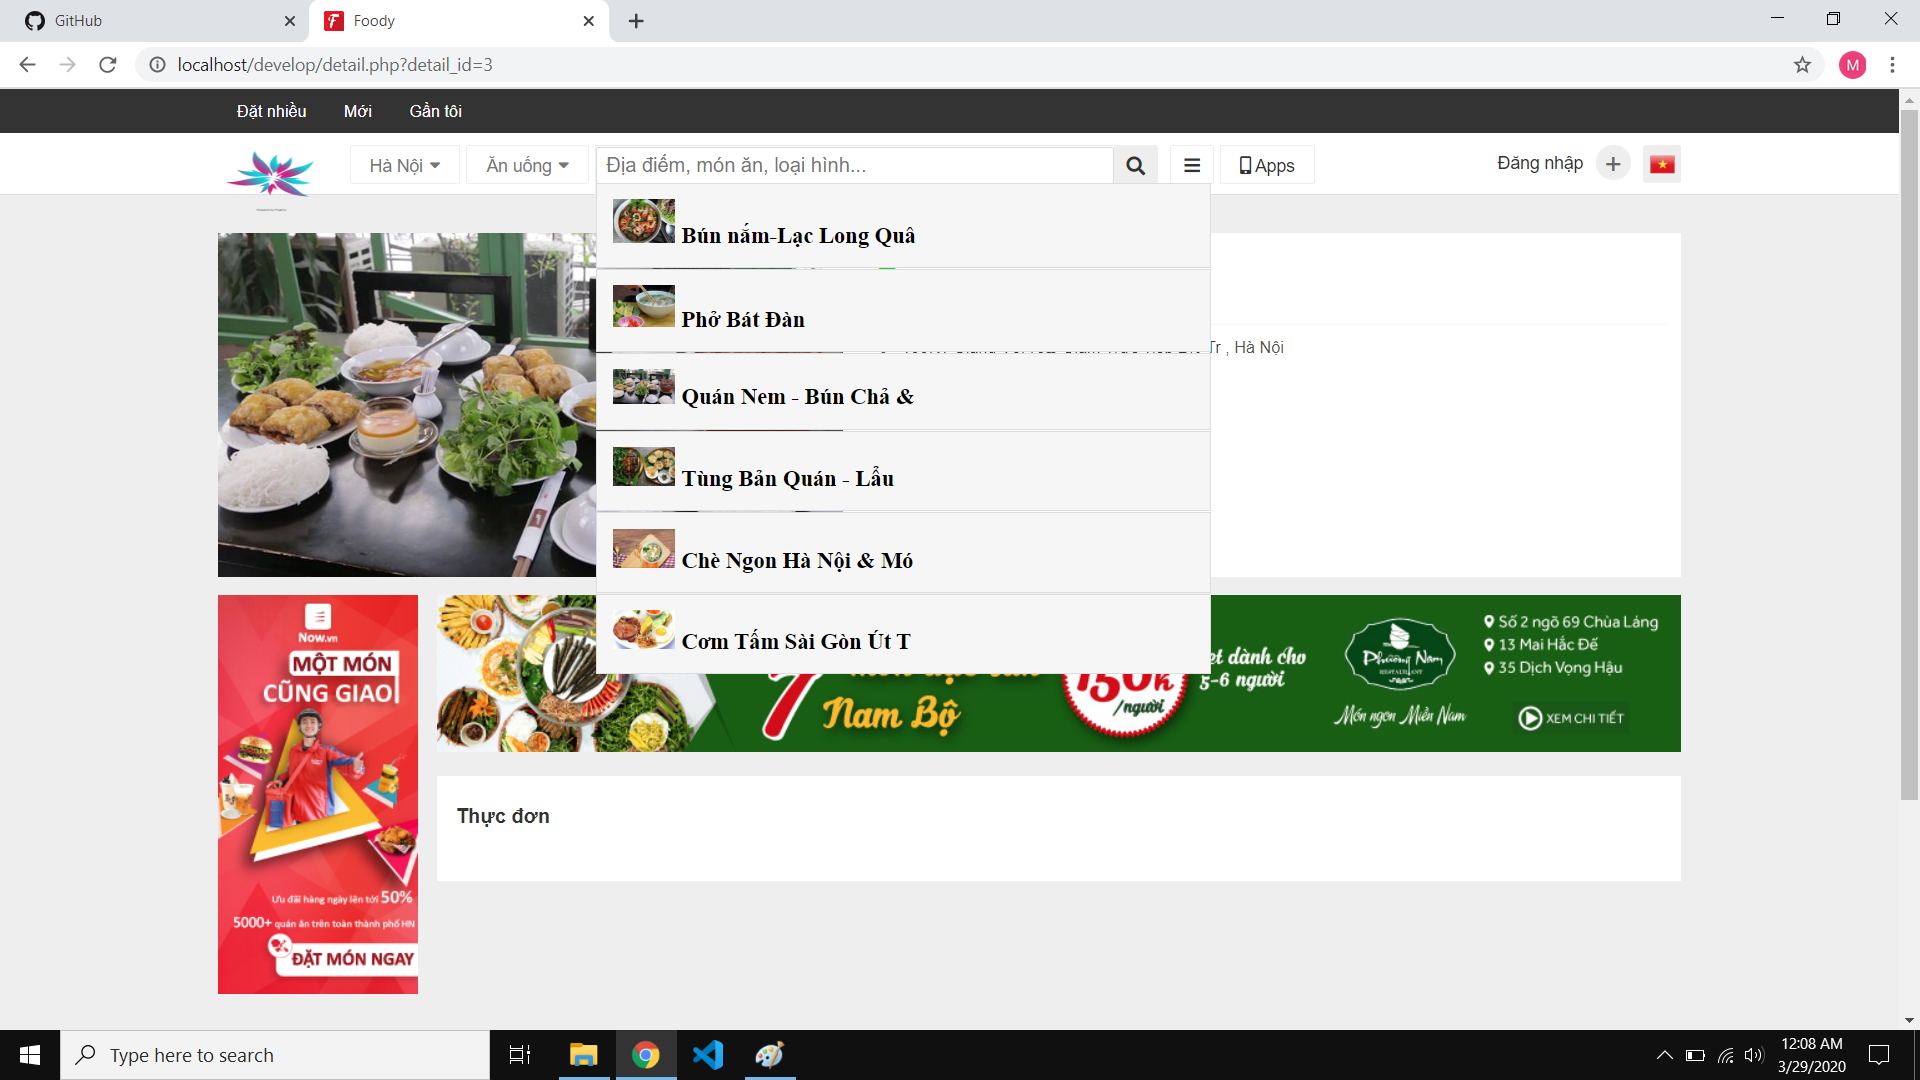 GitHub
Foody
localhost/develop/detail.php?detail_id=3
M
Đặt nhiều
Mới
Gần tôi
Hà Nội
Ăn uống
Địa điểm, món ăn, loại hình...
Apps
Đăng nhập
Bún nắm-Lạc Long Quâ
Phở Bát Đàn
Tr , Hà Nội
Quán Nem - Bún Chả &
Tùng Bản Quán - Lẩu
Chè Ngon Hà Nội & Mó
Cơm Tấm Sài Gòn Út T
Now.vn
MỘT MÓN
CŨNG GIAO
Ưu đãi hàng ngày lên tới 50%
5000+ quán ăn trên toàn thành phố HN
ĐẶT MÓN NGAY
7
Nam Bộ
150k
/người
et dành cho
5-6 người
Phương Nam
RESTAURANT
Món ngon Miền Nam
Số 2 ngõ 69 Chùa Láng
13 Mai Hắc Đế
35 Dịch Vọng Hậu
XEM CHI TIẾT
Thực đơn
Type here to search
12:08 AM
3/29/2020